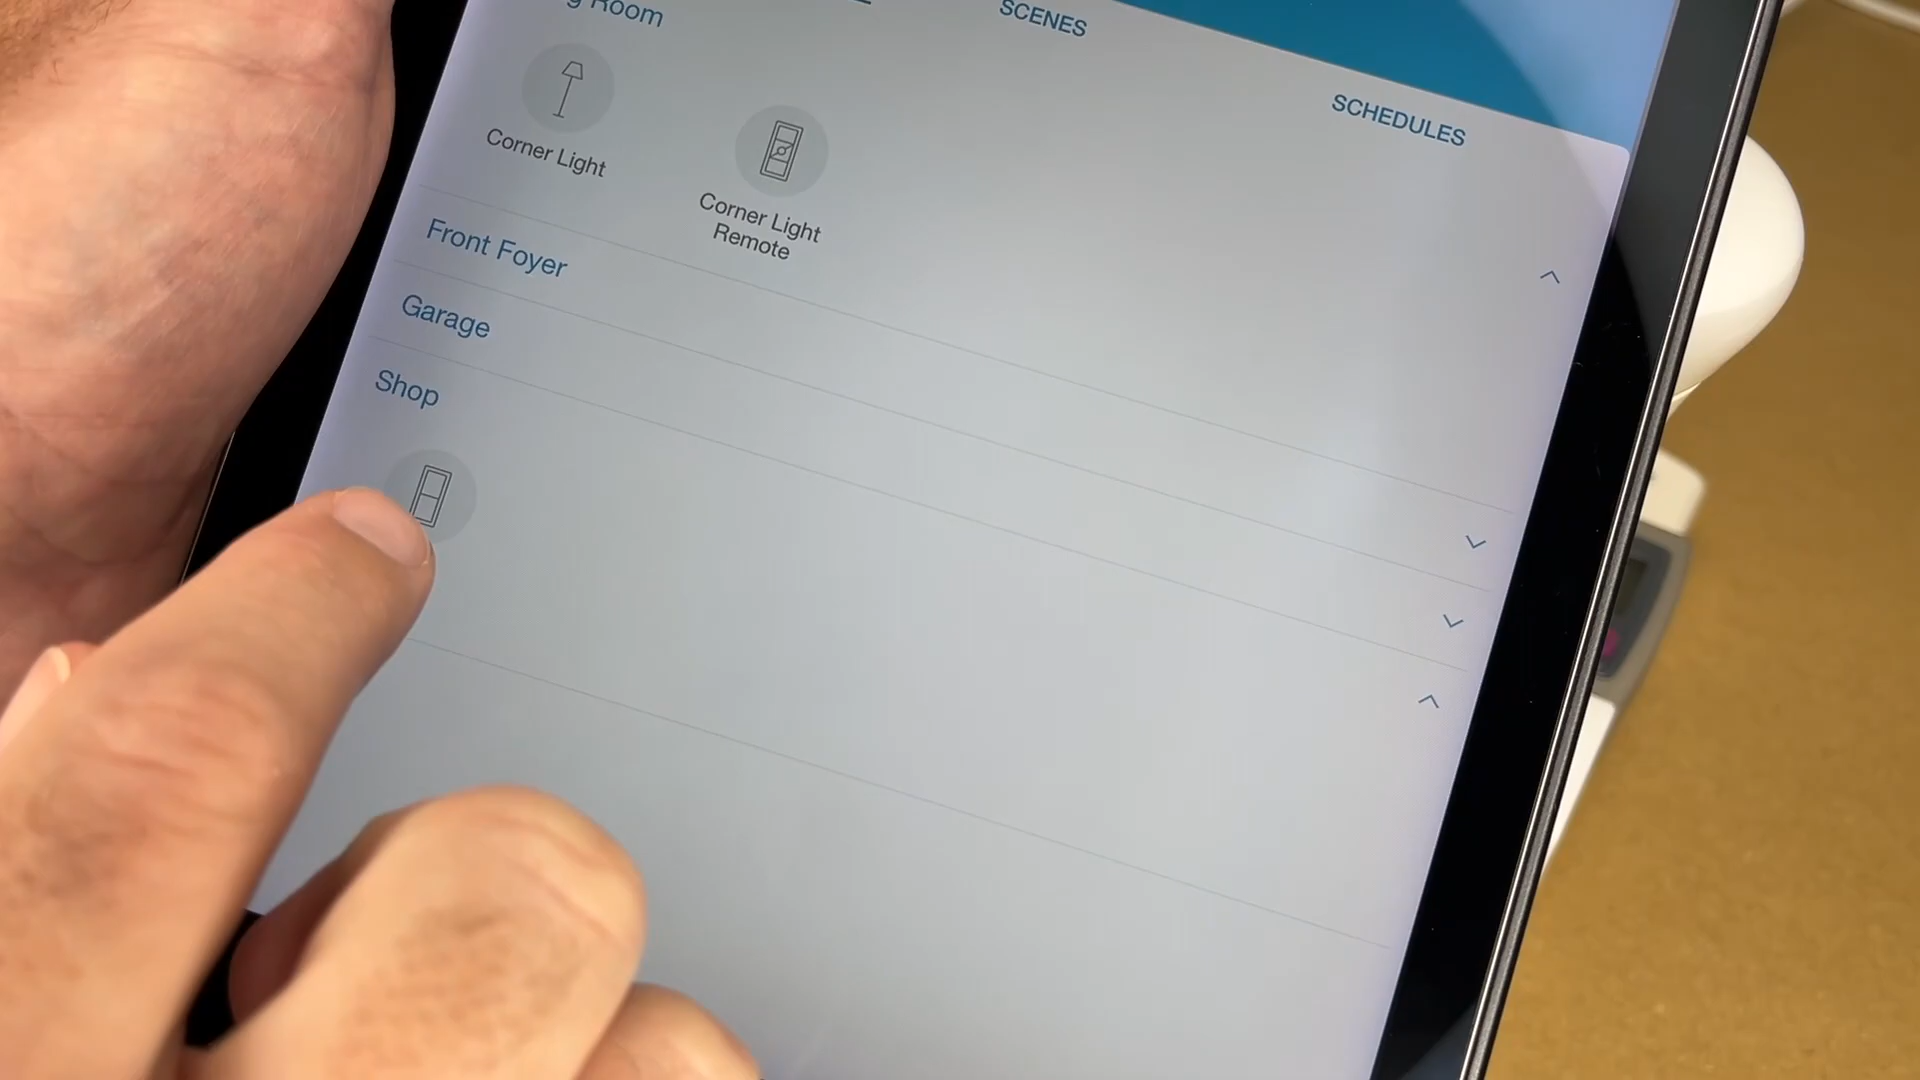 SCENES
SCHEDULES
Room
Corner Light
Corner Light
Remote
Front Foyer
Garage
Shop